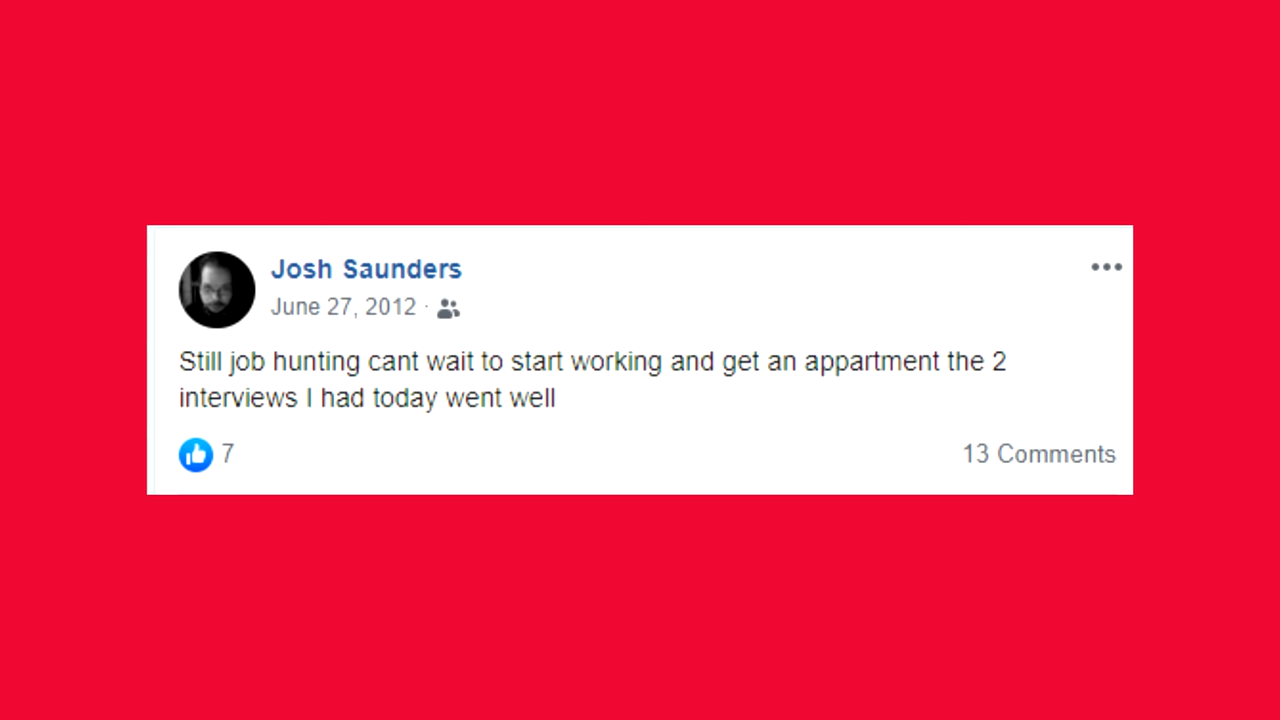 Josh Saunders
June 27, 2012 ·
Still job hunting cant wait to start working and get an appartment the 2
interviews I had today went well
7
13 Comments